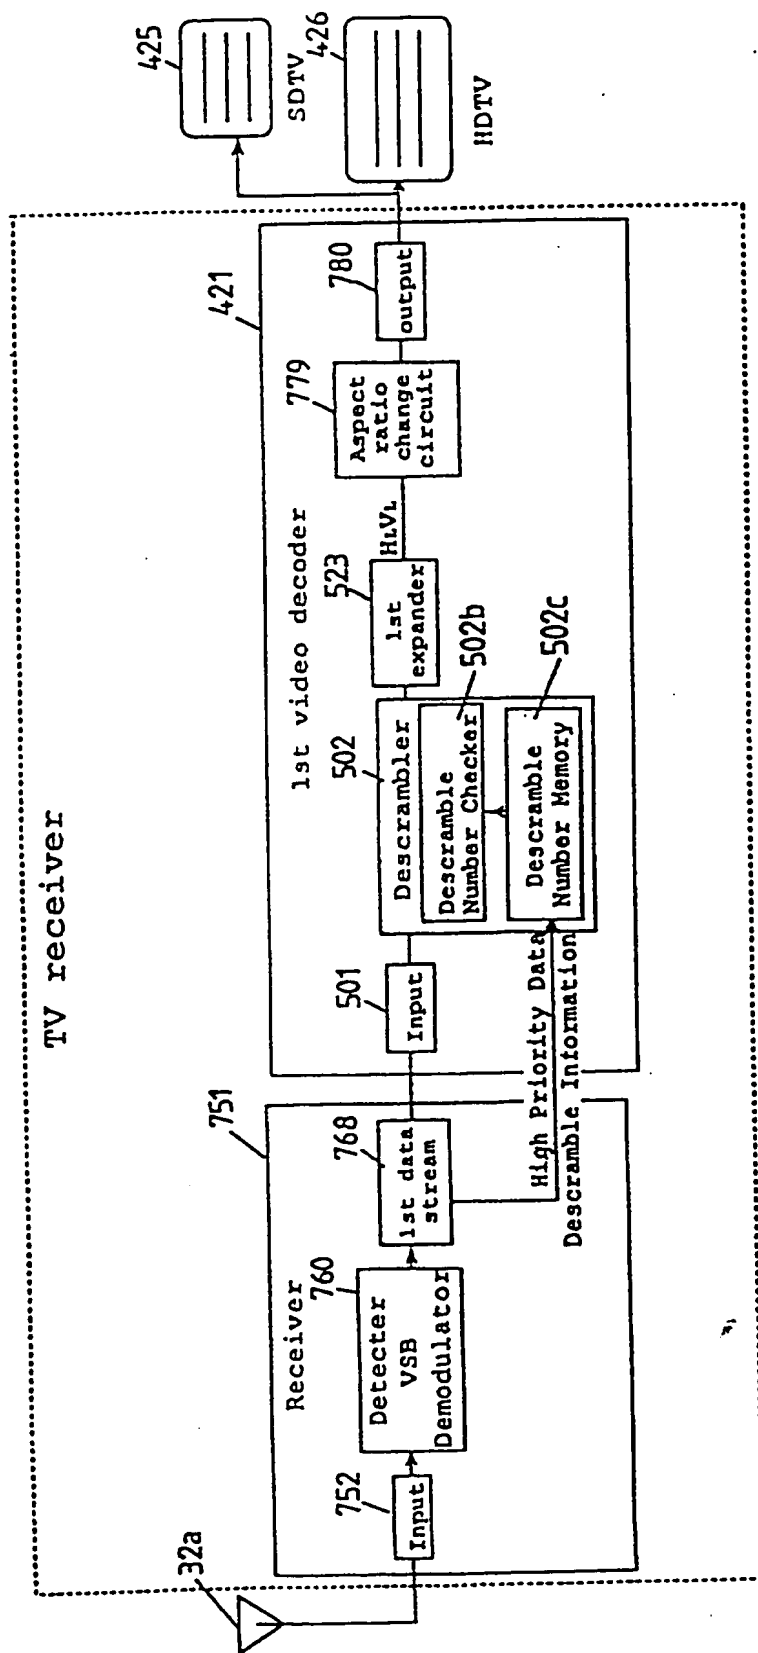 TV receiver
32a
751
Receiver
752
Input
760
Detecter
VSB
Demodulator
768
1st data
stream
High Priority Data
Descramble Information
421
1st video decoder
501
Input
502
Descrambler
Descramble
Number Checker
502b
Descramble
Number Memory
502c
523
1st
expander
HLVL
779
Aspect
ratio
change
circuit
780
output
425
SDTV
426
HDTV